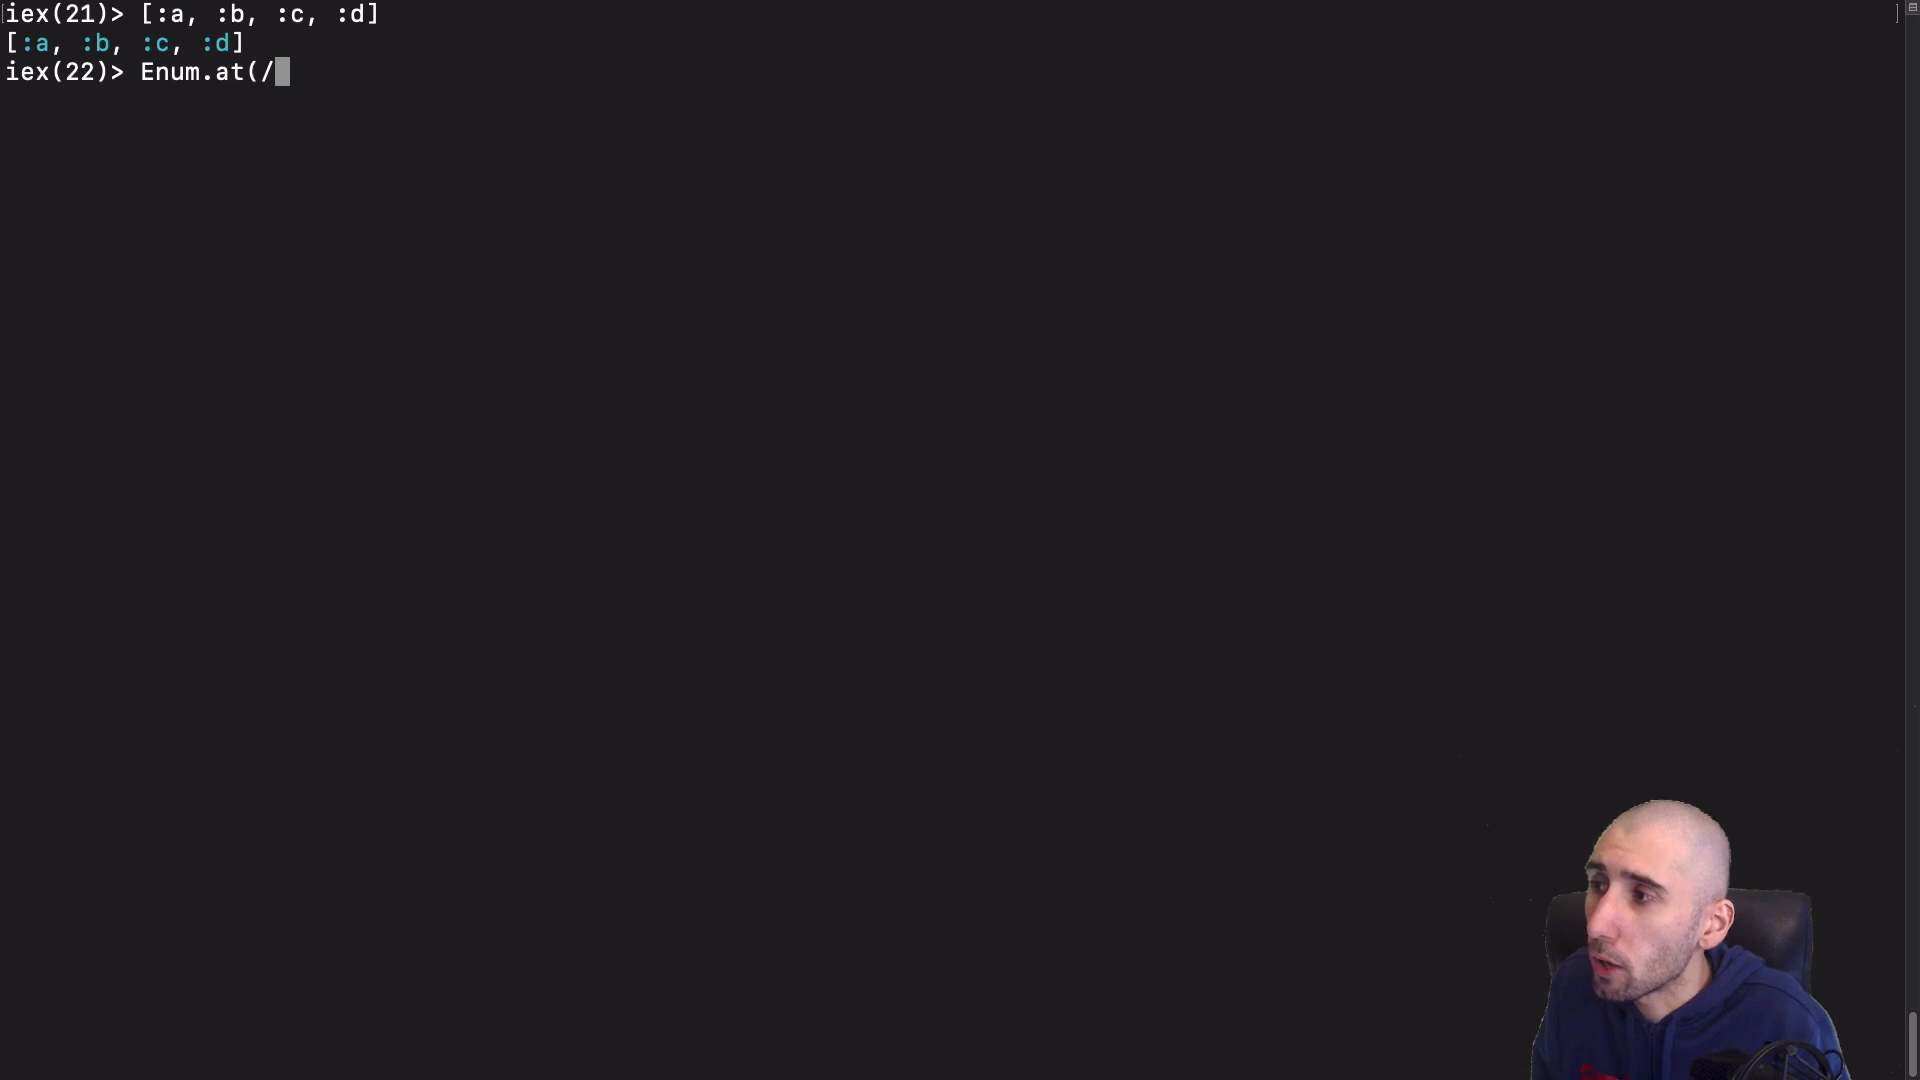 iex(21)> [:a, :b, :c, :d]
[:a, :b, :c, :d]
iex(22)> Enum.at(/